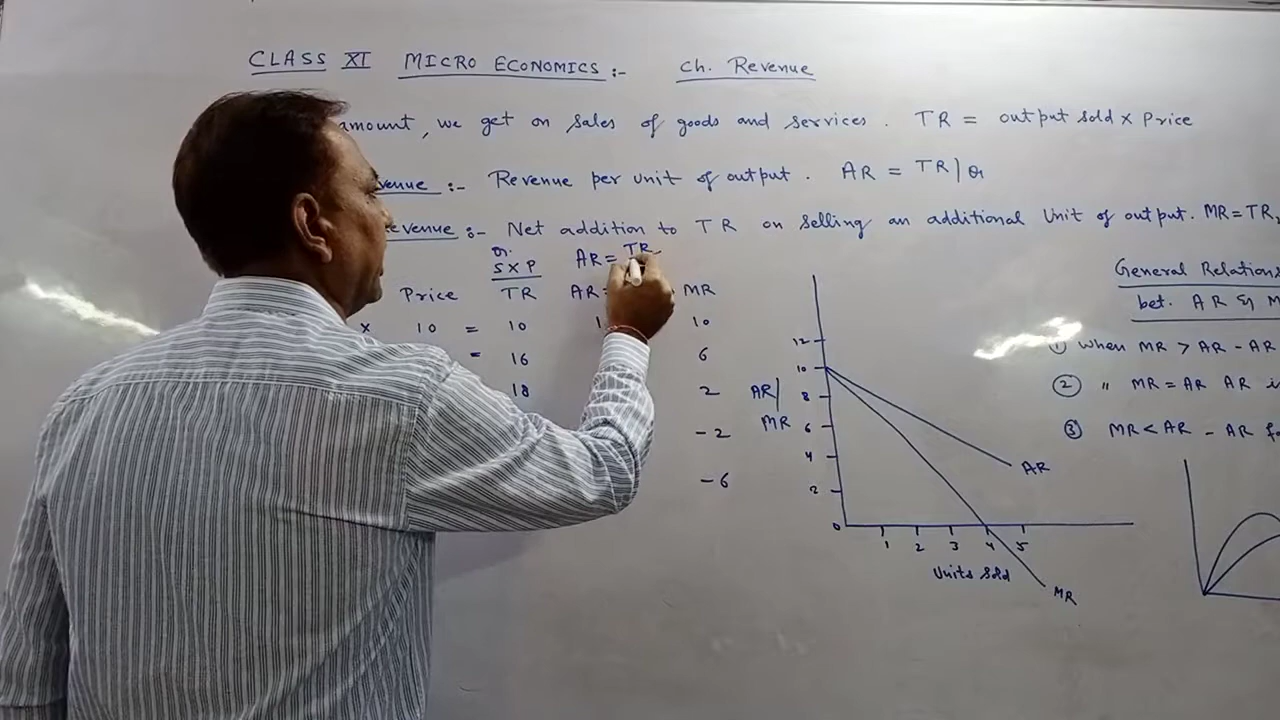 CLASS XI MICRO ECONOMICS :- Ch. Revenue
amount, we get on sales of goods and services. TR = output sold x Price
venue :- Revenue per unit of output. AR = TR/Q
evenue :- Net addition to TR on selling an additional Unit of output. MR = TR
or
S X P AR = TR
Price TR AR MR
x 10 = 10 1 10
= 16 6
18 2
-2
-6
12
10
8
6
4
2
0
AR/
MR
AR
1 2 3 4 5
Units Sold
MR
General Relations
bet. AR & M
① When MR > AR - AR
② " MR = AR AR i
③ MR < AR - AR f